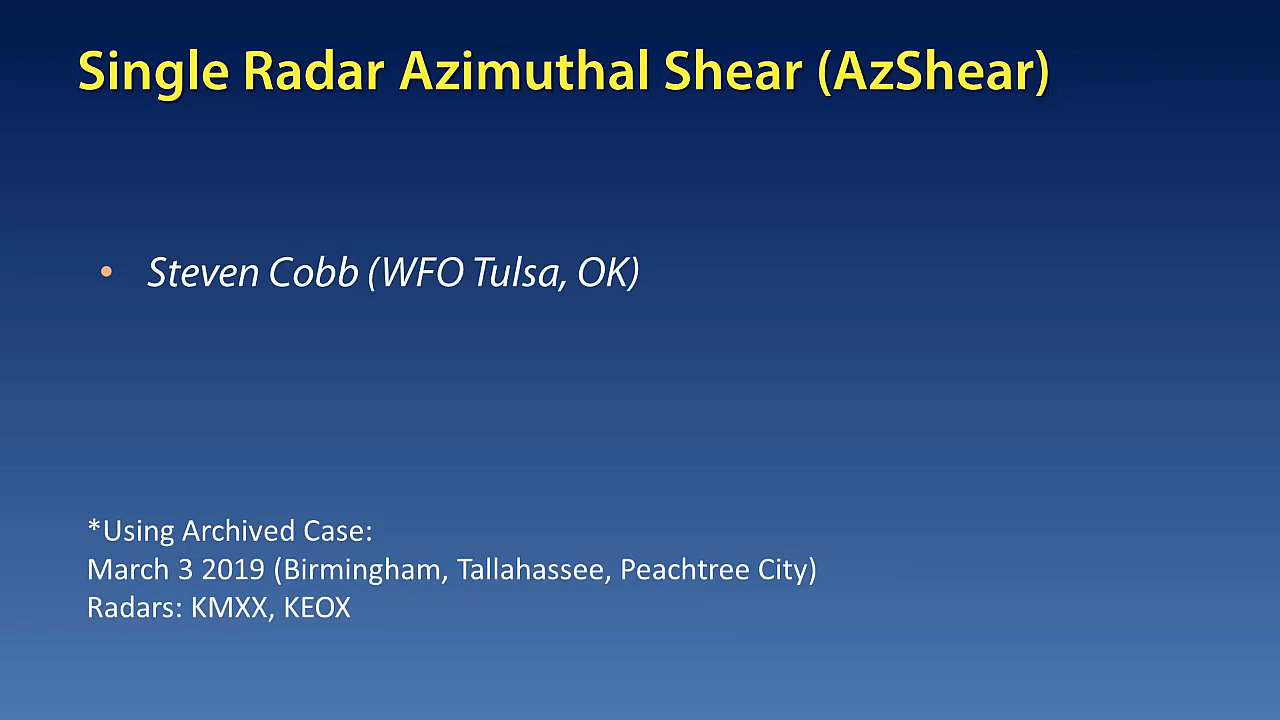 Single Radar Azimuthal Shear (AzShear)
• Steven Cobb (WFO Tulsa, OK)
*Using Archived Case:
March 3 2019 (Birmingham, Tallahassee, Peachtree City)
Radars: KMXX, KEOX